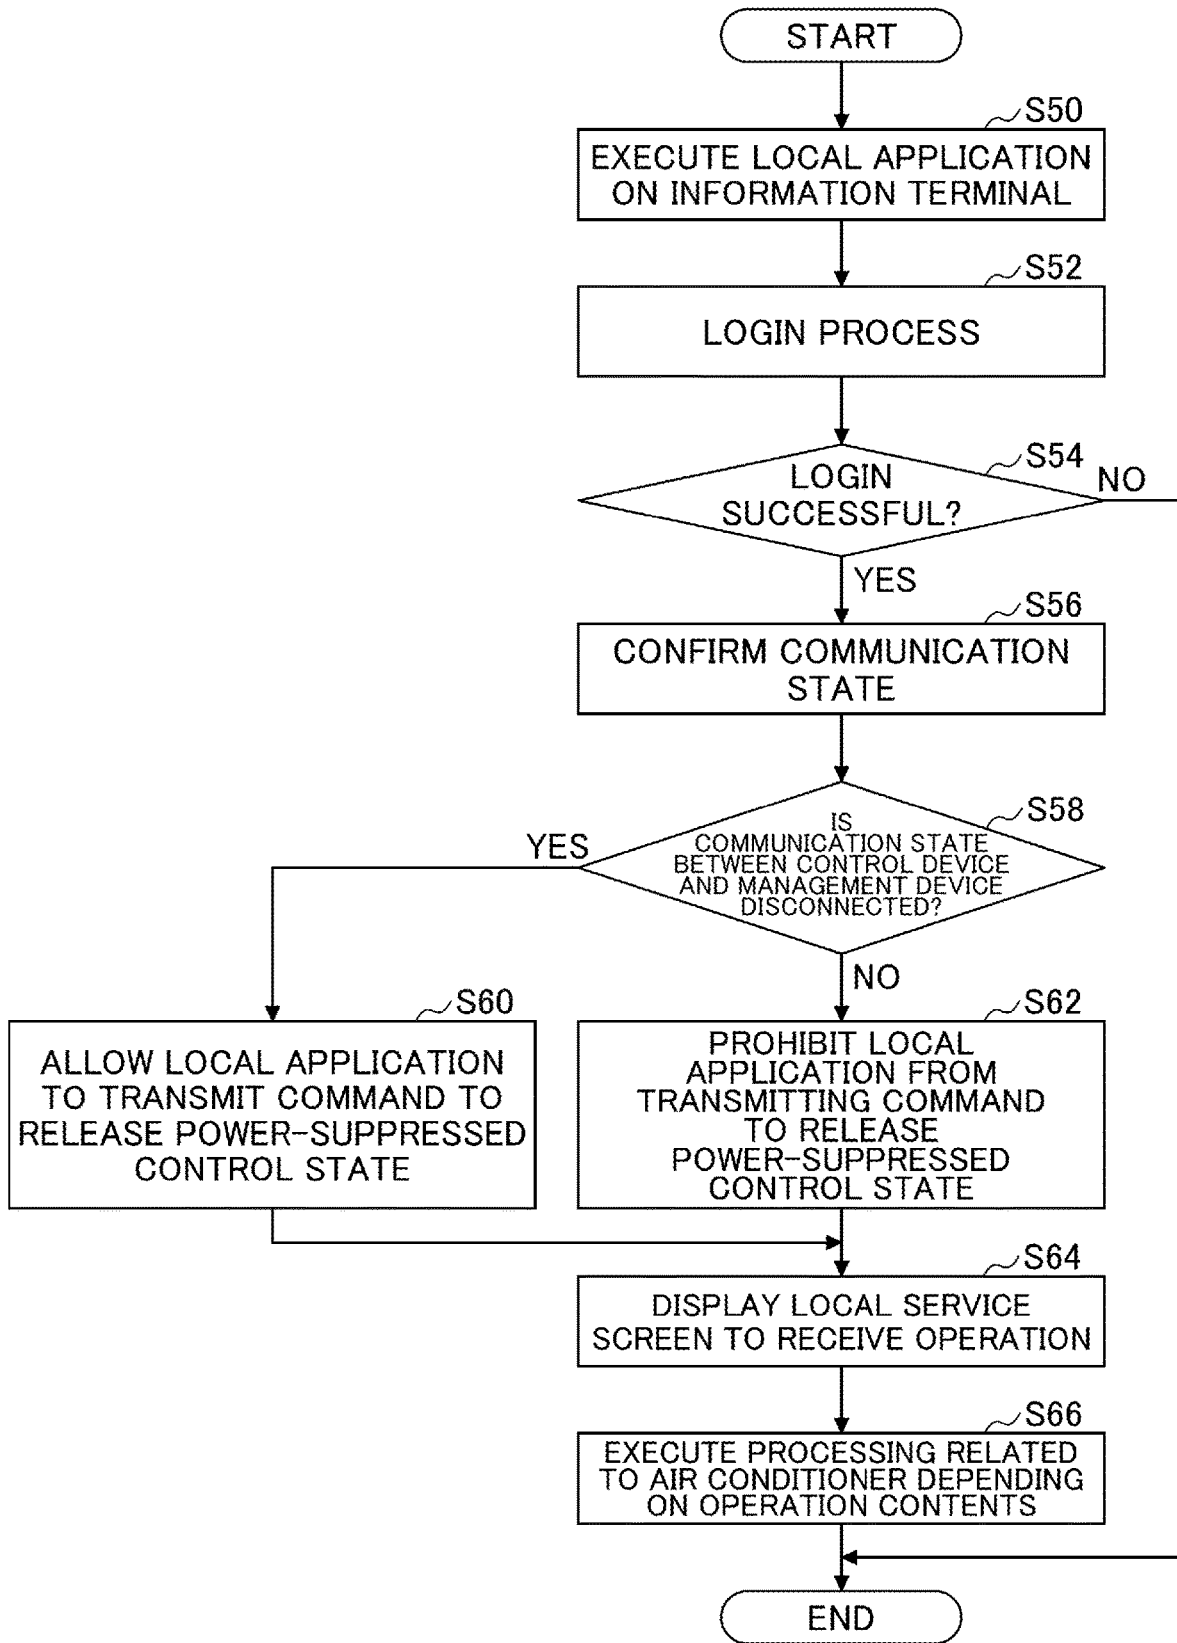 START
S50
EXECUTE LOCAL APPLICATION
ON INFORMATION TERMINAL
S52
LOGIN PROCESS
S54
LOGIN
SUCCESSFUL?
NO
YES
S56
CONFIRM COMMUNICATION
STATE
S58
IS
COMMUNICATION STATE
BETWEEN CONTROL DEVICE
AND MANAGEMENT DEVICE
DISCONNECTED?
YES
NO
S60
ALLOW LOCAL APPLICATION
TO TRANSMIT COMMAND TO
RELEASE POWER-SUPPRESSED
CONTROL STATE
S62
PROHIBIT LOCAL
APPLICATION FROM
TRANSMITTING COMMAND
TO RELEASE
POWER-SUPPRESSED
CONTROL STATE
S64
DISPLAY LOCAL SERVICE
SCREEN TO RECEIVE OPERATION
S66
EXECUTE PROCESSING RELATED
TO AIR CONDITIONER DEPENDING
ON OPERATION CONTENTS
END